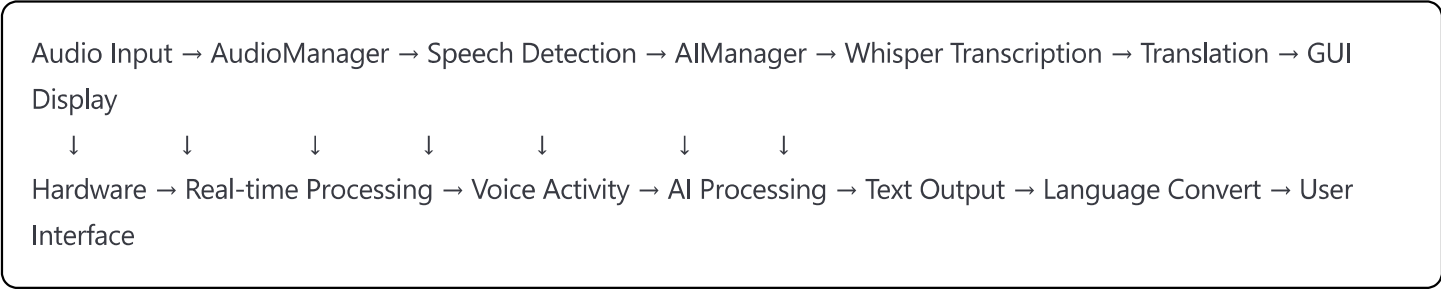 Audio Input → AudioManager → Speech Detection → AIManager → Whisper Transcription → Translation → GUI
Display
↓ ↓ ↓ ↓ ↓ ↓ ↓
Hardware → Real-time Processing → Voice Activity → AI Processing → Text Output → Language Convert → User
Interface